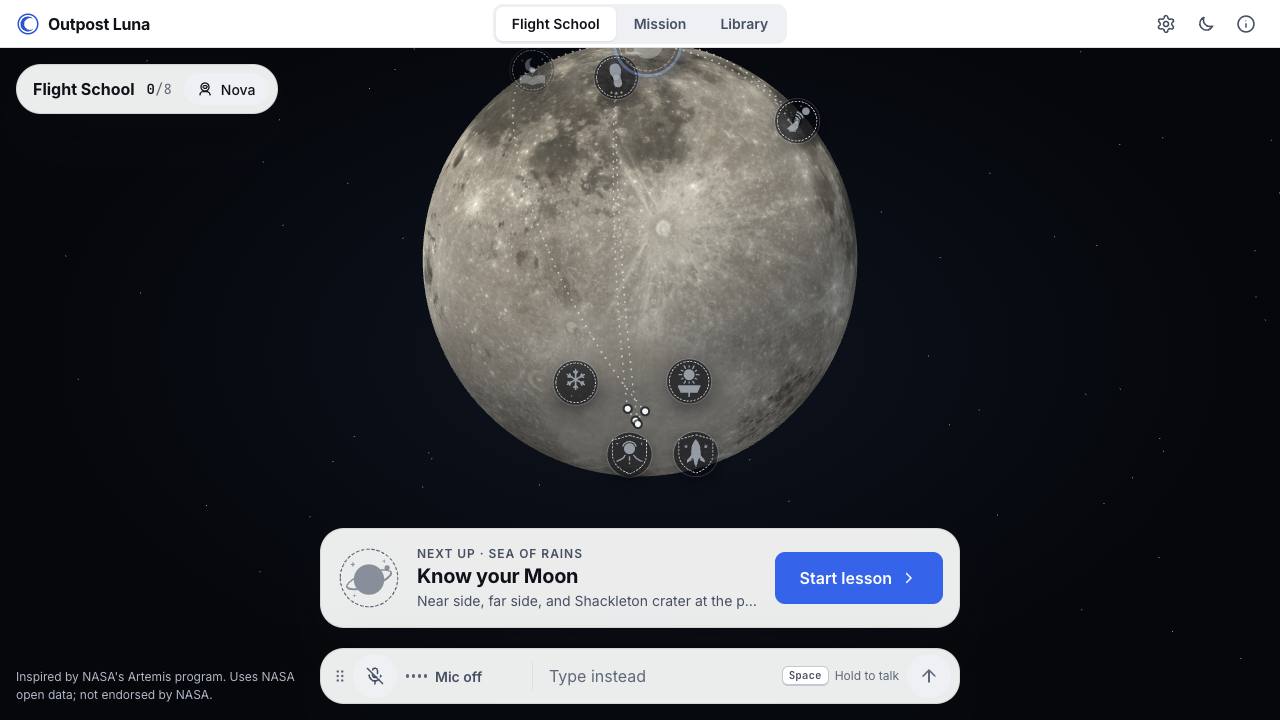 Outpost Luna
Flight School
Mission
Library
Flight School 0/8 Nova
NEXT UP · SEA OF RAINS
Know your Moon
Near side, far side, and Shackleton crater at the p...
Start lesson
Mic off
Type instead
Space Hold to talk
Inspired by NASA's Artemis program. Uses NASA
open data; not endorsed by NASA.